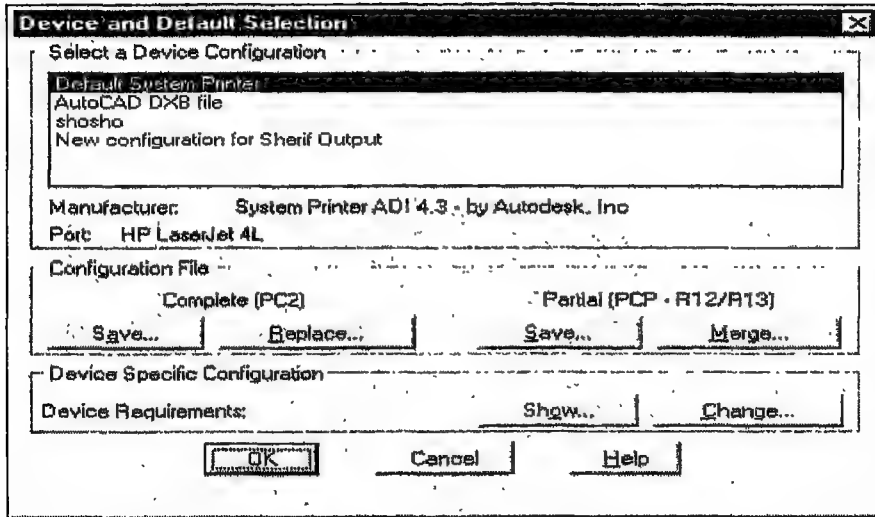 Device and Default Selection
Select a Device Configuration
Default System Printer
AutoCAD DXB file
shosho
New configuration for Sherif Output
Manufacturer: System Printer ADI 4.3 - by Autodesk, Inc
Port: HP LaserJet 4L
Configuration File
Complete (PC2) Partial (PCP - R12/R13)
Save... Replace... Save... Merge...
Device Specific Configuration
Device Requirements: Show... Change...
OK Cancel Help